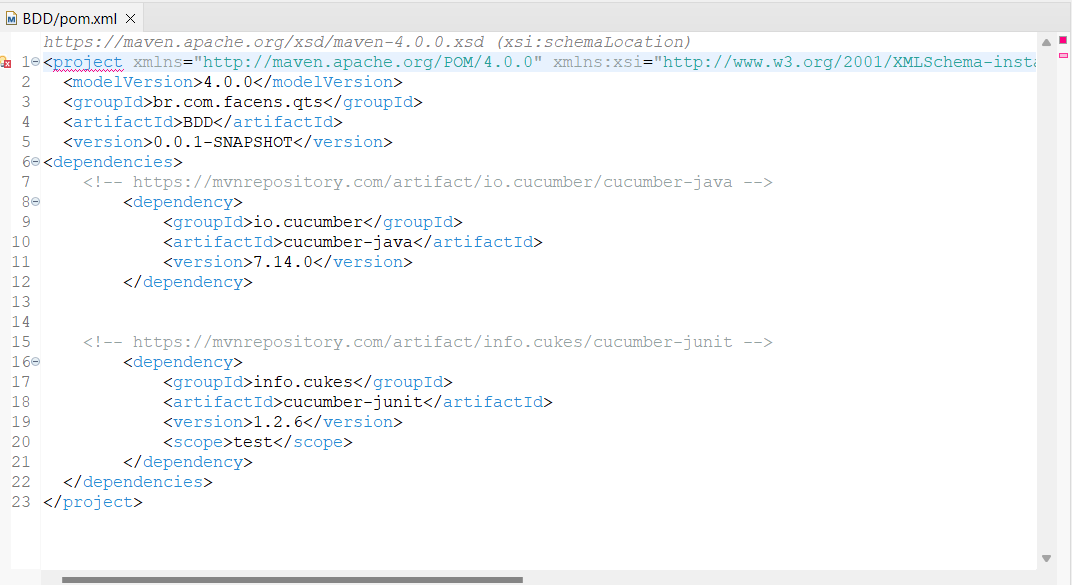 BDD/pom.xml
https://maven.apache.org/xsd/maven-4.0.0.xsd (xsi:schemaLocation)
1 <project xmlns="http://maven.apache.org/POM/4.0.0" xmlns:xsi="http://www.w3.org/2001/XMLSchema-insta
2 <modelVersion>4.0.0</modelVersion>
3 <groupId>br.com.facens.qts</groupId>
4 <artifactId>BDD</artifactId>
5 <version>0.0.1-SNAPSHOT</version>
6 <dependencies>
7 <!-- https://mvnrepository.com/artifact/io.cucumber/cucumber-java -->
8 <dependency>
9 <groupId>io.cucumber</groupId>
10 <artifactId>cucumber-java</artifactId>
11 <version>7.14.0</version>
12 </dependency>
13
14
15 <!-- https://mvnrepository.com/artifact/info.cukes/cucumber-junit -->
16 <dependency>
17 <groupId>info.cukes</groupId>
18 <artifactId>cucumber-junit</artifactId>
19 <version>1.2.6</version>
20 <scope>test</scope>
21 </dependency>
22 </dependencies>
23 </project>